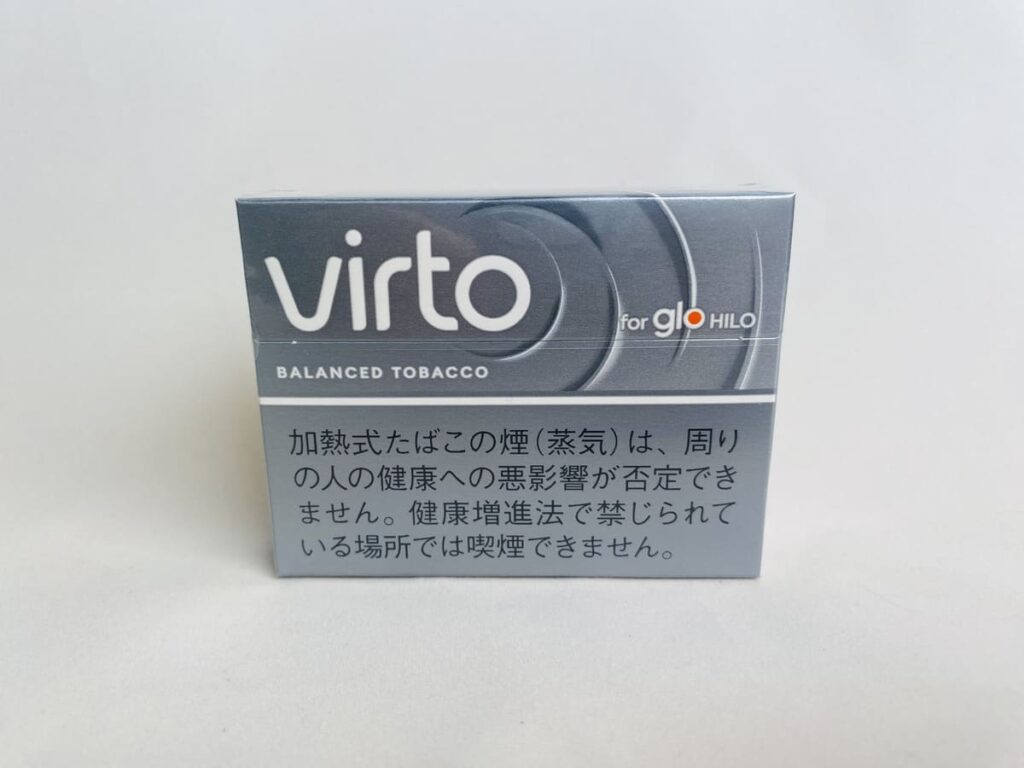 virto
for glo HILO
BALANCED TOBACCO
加熱式たばこの煙(蒸気)は、周り
の人の健康への悪影響が否定でき
ません。健康増進法で禁じられて
いる場所では喫煙できません。